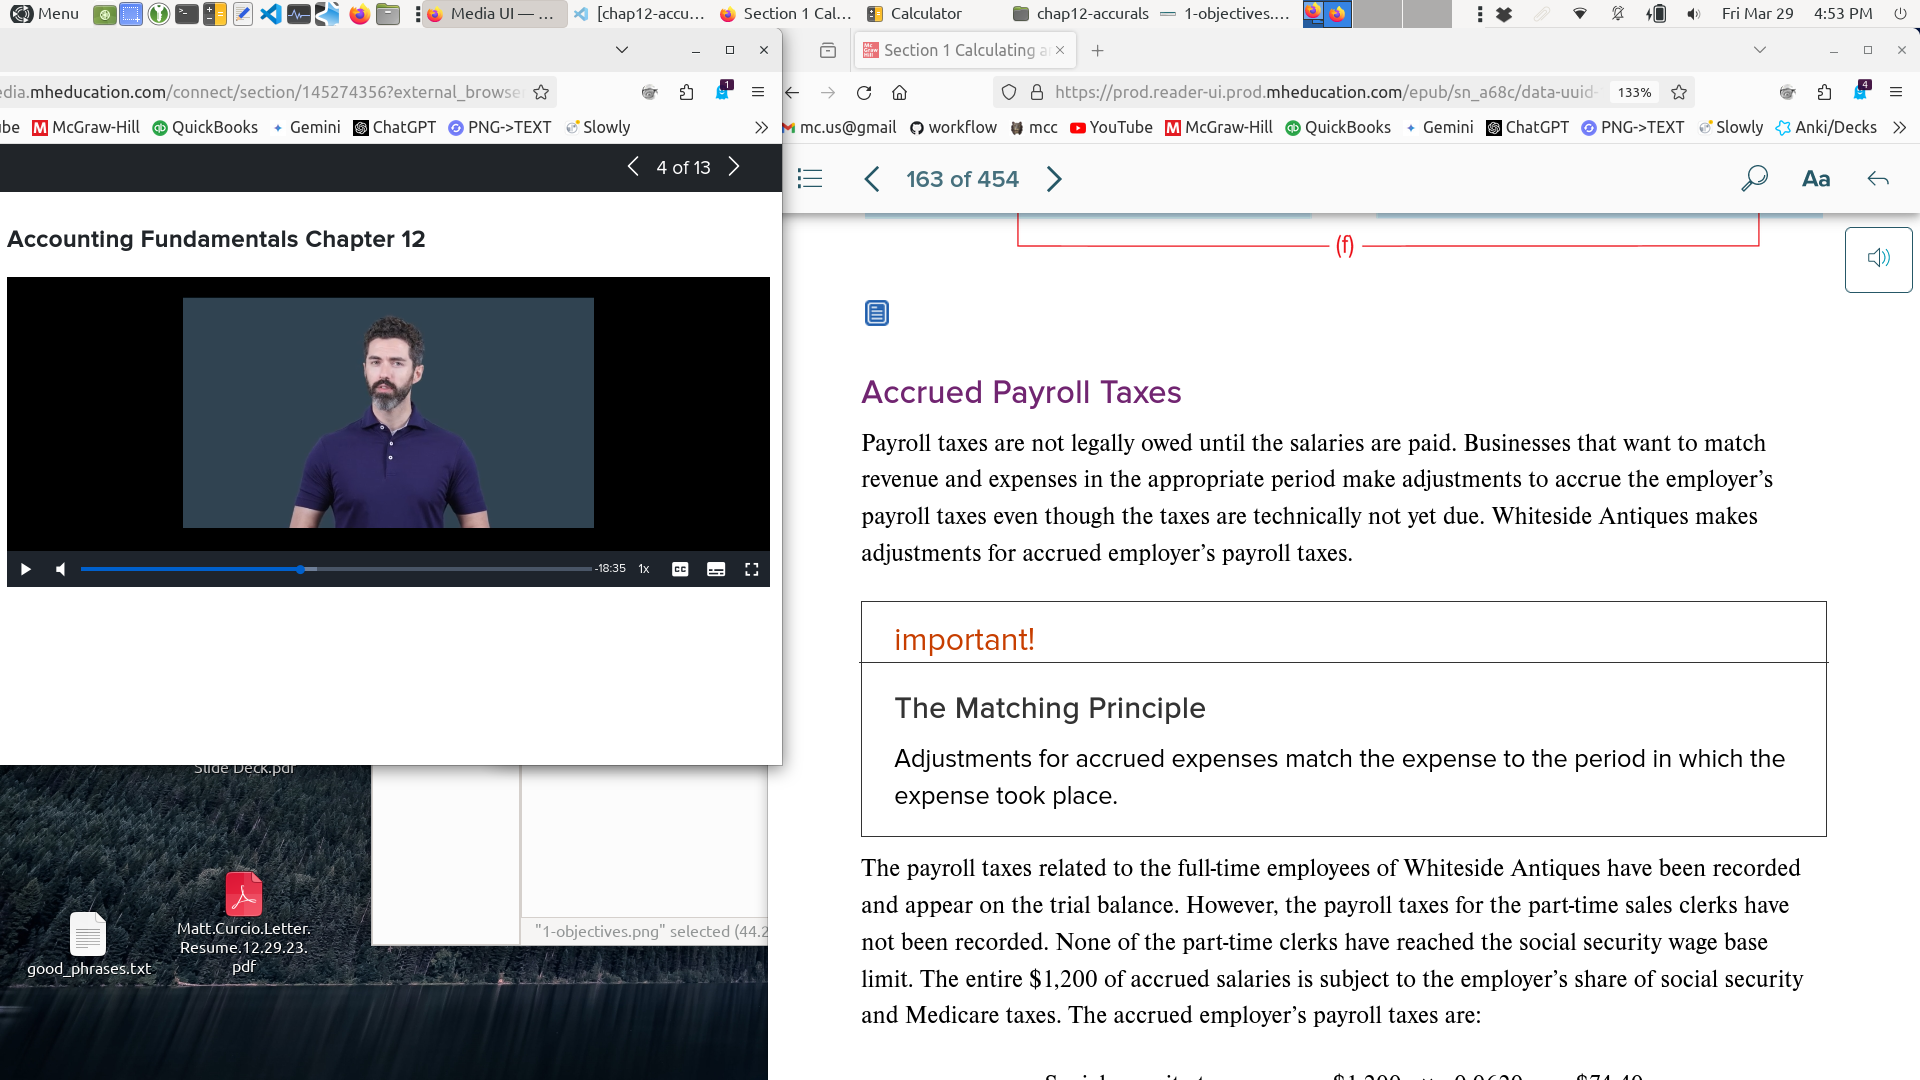 Menu
Media UI — ...
[chap12-accu...
Section 1 Cal...
Calculator
chap12-accurals
1-objectives....
Fri Mar 29
4:53 PM
dia.mheducation.com/connect/section/145274356?external_browse
1
be
McGraw-Hill
QuickBooks
Gemini
ChatGPT
PNG->TEXT
Slowly
4 of 13
Accounting Fundamentals Chapter 12
-18:35
1x
CC
Slide Deck.pdf
good_phrases.txt
Matt.Curcio.Letter.
Resume.12.29.23.
pdf
"1-objectives.png" selected (44.2
Section 1 Calculating a
https://prod.reader-ui.prod.mheducation.com/epub/sn_a68c/data-uuid-
133%
4
mc.us@gmail
workflow
mcc
YouTube
McGraw-Hill
QuickBooks
Gemini
ChatGPT
PNG->TEXT
Slowly
Anki/Decks
163 of 454
Aa
(f)
Accrued Payroll Taxes
Payroll taxes are not legally owed until the salaries are paid. Businesses that want to match
revenue and expenses in the appropriate period make adjustments to accrue the employer’s
payroll taxes even though the taxes are technically not yet due. Whiteside Antiques makes
adjustments for accrued employer’s payroll taxes.
important!
The Matching Principle
Adjustments for accrued expenses match the expense to the period in which the
expense took place.
The payroll taxes related to the full-time employees of Whiteside Antiques have been recorded
and appear on the trial balance. However, the payroll taxes for the part-time sales clerks have
not been recorded. None of the part-time clerks have reached the social security wage base
limit. The entire $1,200 of accrued salaries is subject to the employer’s share of social security
and Medicare taxes. The accrued employer’s payroll taxes are: